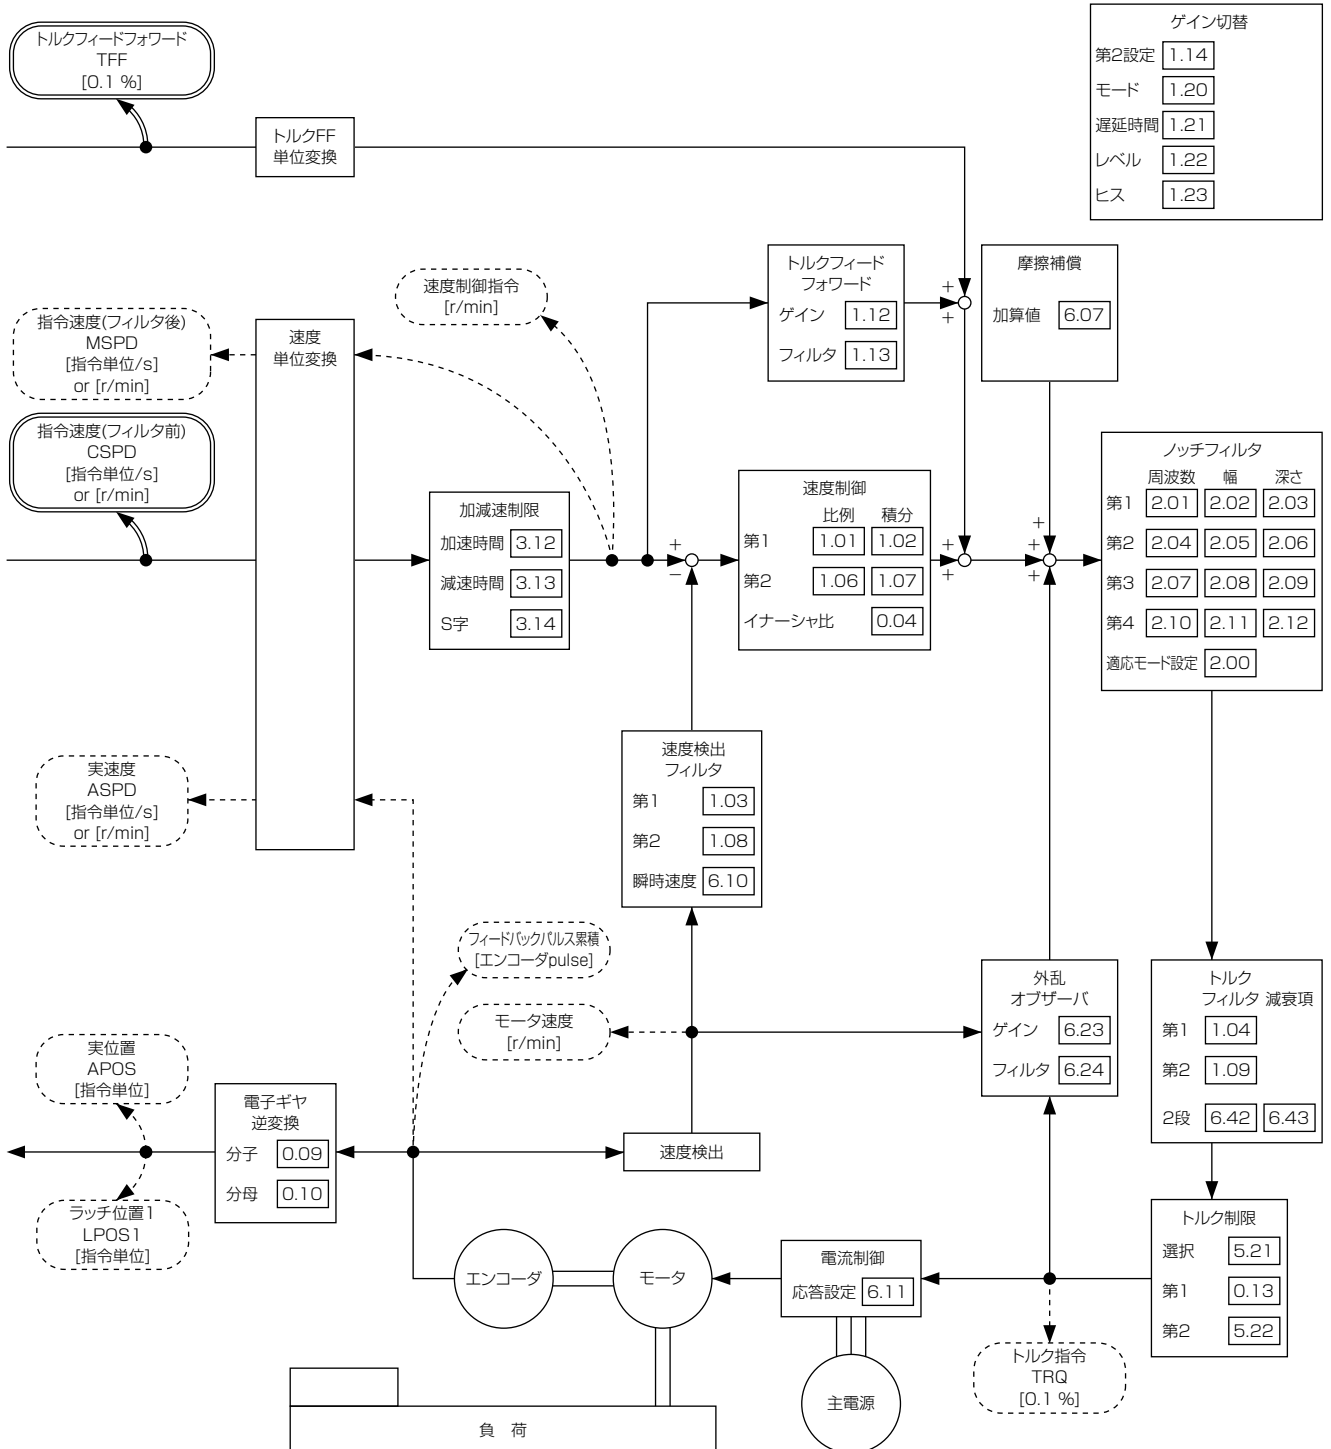 トルクフィードフォワード
TFF
[0.1 %]
トルクFF
単位変換
ゲイン切替
第2設定 1.14
モード 1.20
遅延時間 1.21
レベル 1.22
ヒス 1.23
速度制御指令
[r/min]
トルクフィード
フォワード
ゲイン 1.12
フィルタ 1.13
+
+
摩擦補償
加算値 6.07
指令速度(フィルタ後)
MSPD
[指令単位/s]
or [r/min]
速度
単位変換
指令速度(フィルタ前)
CSPD
[指令単位/s]
or [r/min]
加減速制限
加速時間 3.12
減速時間 3.13
S字 3.14
+
−
速度制御
比例 積分
第1 1.01 1.02
第2 1.06 1.07
イナーシャ比 0.04
+
+
+
+
+
ノッチフィルタ
周波数 幅 深さ
第1 2.01 2.02 2.03
第2 2.04 2.05 2.06
第3 2.07 2.08 2.09
第4 2.10 2.11 2.12
適応モード設定 2.00
実速度
ASPD
[指令単位/s]
or [r/min]
速度検出
フィルタ
第1 1.03
第2 1.08
瞬時速度 6.10
フィードバックパルス累積
[エンコーダpulse]
モータ速度
[r/min]
外乱
オブザーバ
ゲイン 6.23
フィルタ 6.24
トルク
フィルタ 減衰項
第1 1.04
第2 1.09
2段 6.42 6.43
実位置
APOS
[指令単位]
電子ギヤ
逆変換
分子 0.09
分母 0.10
速度検出
ラッチ位置1
LPOS1
[指令単位]
エンコーダ
モータ
電流制御
応答設定 6.11
トルク制限
選択 5.21
第1 0.13
第2 5.22
トルク指令
TRQ
[0.1 %]
主電源
負 荷